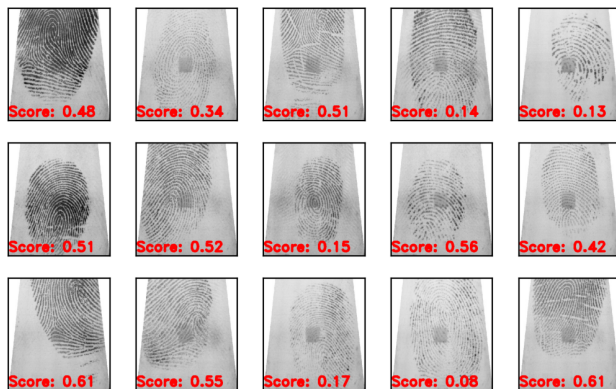 Score: 0.48
Score: 0.34
Score: 0.51
Score: 0.14
Score: 0.13
Score: 0.51
Score: 0.52
Score: 0.15
Score: 0.56
Score: 0.42
Score: 0.61
Score: 0.55
Score: 0.17
Score: 0.08
Score: 0.61